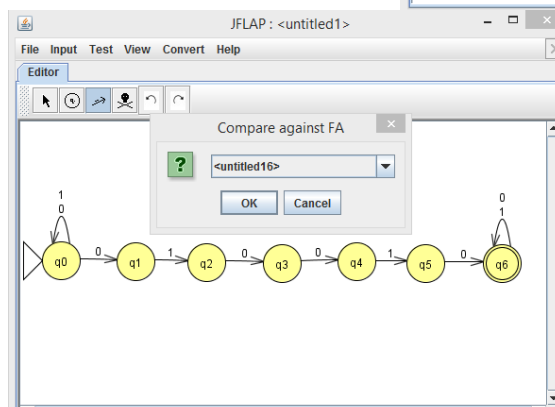 JFLAP : <untitled1>
File Input Test View Convert Help
Editor
Compare against FA
?
<untitled16>
OK Cancel
1
0
0
1
0 1 0 0 1 0
q0 q1 q2 q3 q4 q5 q6